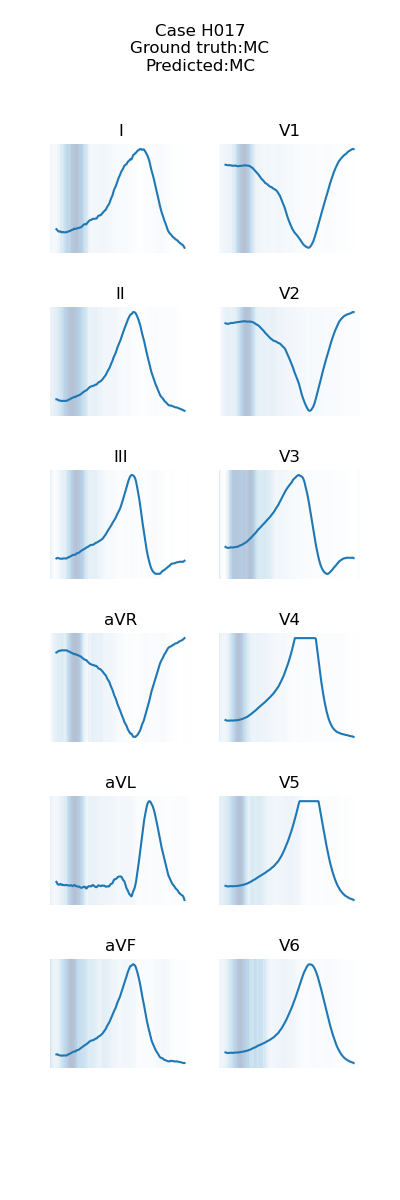 Case H017
Ground truth:MC
Predicted:MC
I
V1
II
V2
III
V3
aVR
V4
aVL
V5
aVF
V6